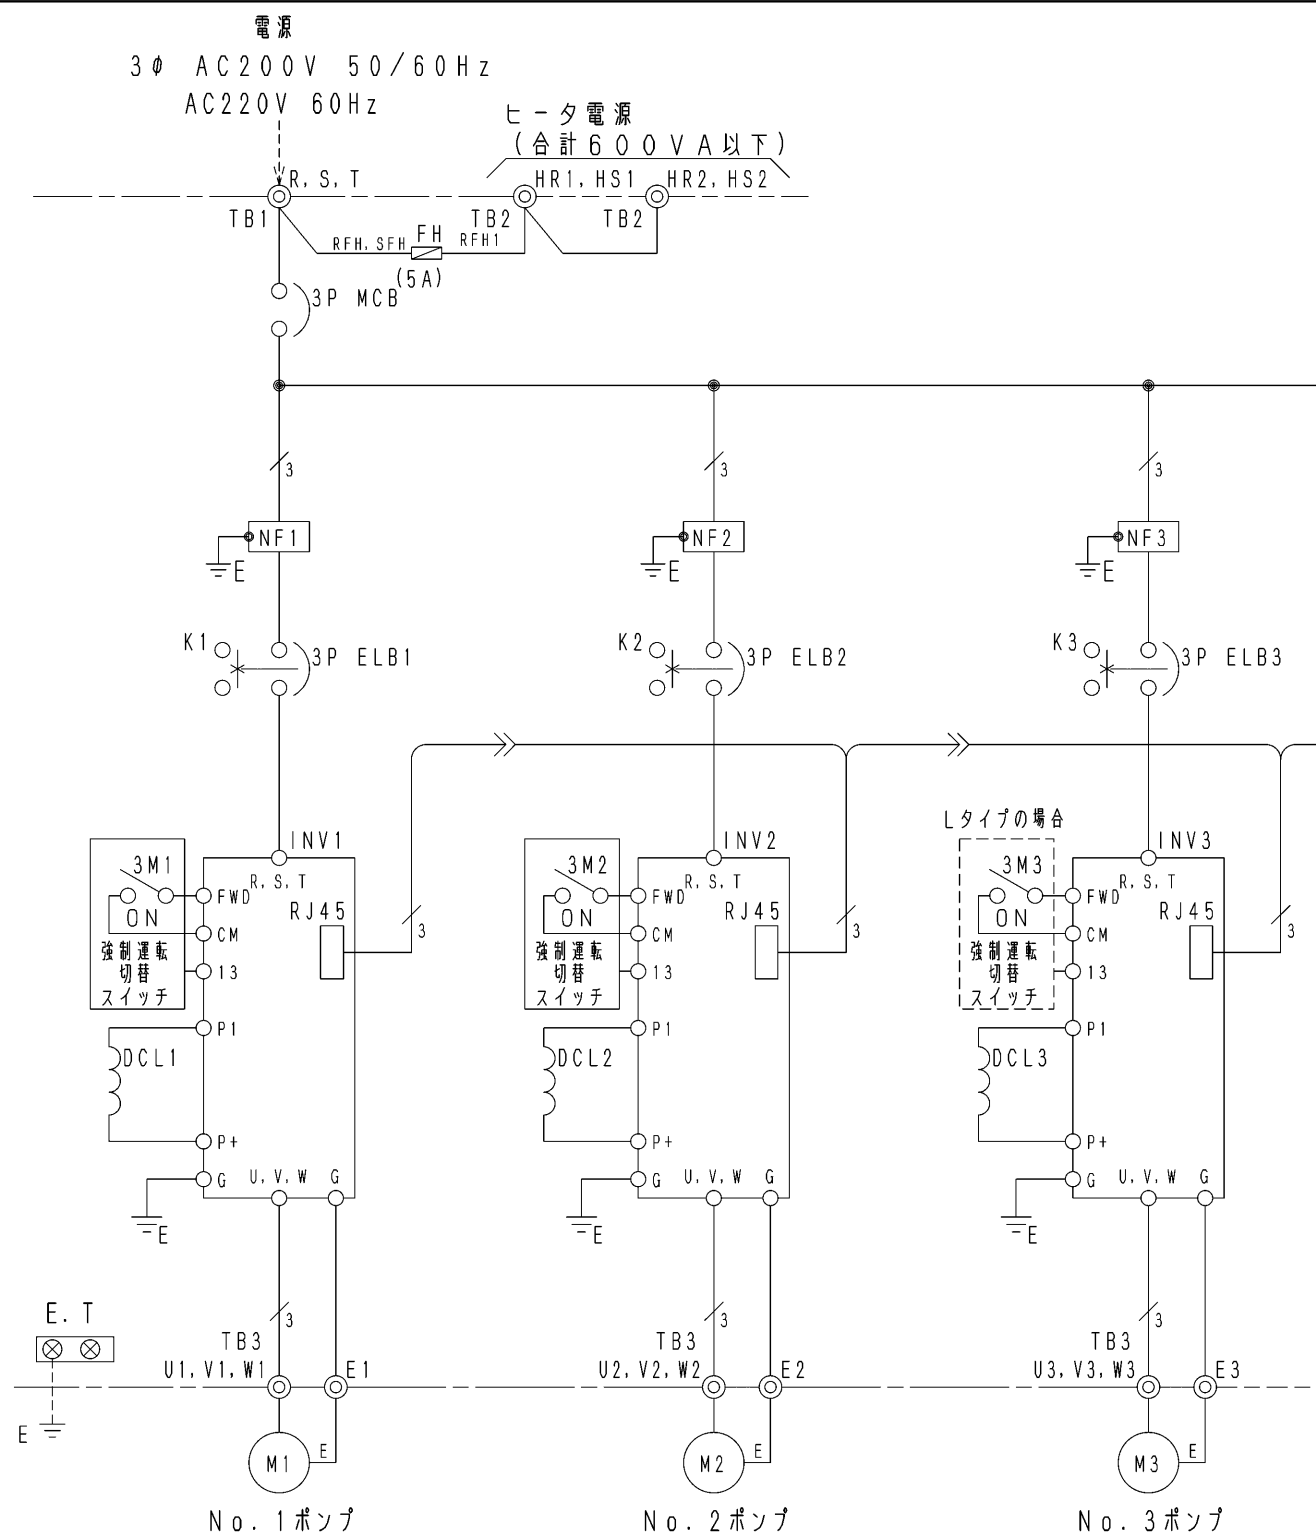 電源
3φ AC200V 50/60Hz
AC220V 60Hz
ヒータ電源
(合計600VA以下)
R,S,T
HR1,HS1
HR2,HS2
TB1
TB2
TB2
RFH,SFH
FH
RFH1
(5A)
3P MCB
3
3
3
NF1
NF2
NF3
E
E
E
K1
3P ELB1
K2
3P ELB2
K3
3P ELB3
Lタイプの場合
INV1
INV2
INV3
3M1
R,S,T
FWD
RJ45
ON
CM
3
強制運転
切替
スイッチ
13
P1
DCL1
P+
G
U,V,W
G
E
3M2
R,S,T
FWD
RJ45
ON
CM
3
強制運転
切替
スイッチ
13
P1
DCL2
P+
G
U,V,W
G
E
3M3
R,S,T
FWD
RJ45
ON
CM
3
強制運転
切替
スイッチ
13
P1
DCL3
P+
G
U,V,W
G
E
E.T
E
3
TB3
U1,V1,W1
E1
M1
E
No.1ポンプ
3
TB3
U2,V2,W2
E2
M2
E
No.2ポンプ
3
TB3
U3,V3,W3
E3
M3
E
No.3ポンプ